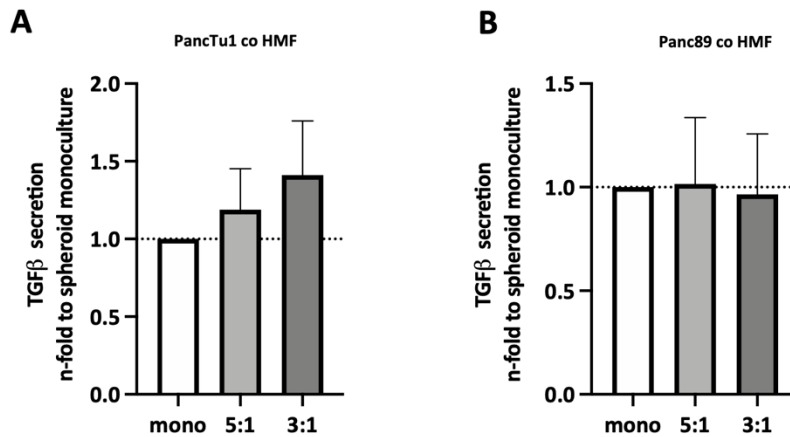 A
PancTu1 co HMF
TGFβ secretion
n-fold to spheroid monoculture
2.0
1.5
1.0
0.5
0.0
mono 5:1 3:1
B
Panc89 co HMF
TGFβ secretion
n-fold to spheroid monoculture
1.5
1.0
0.5
0.0
mono 5:1 3:1